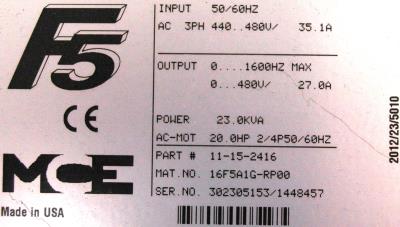 F5
CE
MCE
Made in USA
INPUT 50/60HZ
AC 3PH 440..480V/ 35.1A
OUTPUT 0....1600HZ MAX
0...480V/ 27.0A
POWER 23.0KVA
AC-MOT 20.0HP 2/4P50/60HZ
PART # 11-15-2416
MAT.NO. 16F5A1G-RP00
SER.NO. 302305153/1448457
2012/23/5010